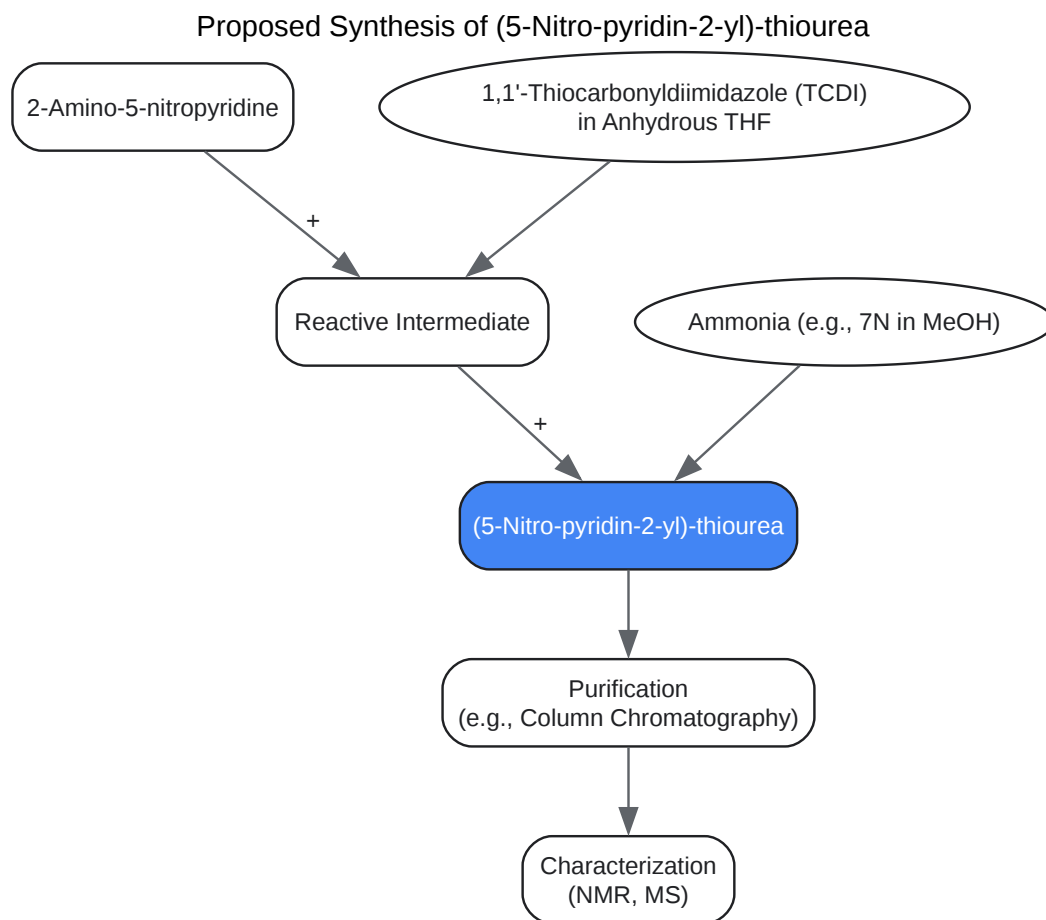 Proposed Synthesis of (5-Nitro-pyridin-2-yl)-thiourea
2-Amino-5-nitropyridine
1,1'-Thiocarbonyldiimidazole (TCDI)
in Anhydrous THF
+
Reactive Intermediate
Ammonia (e.g., 7N in MeOH)
+
(5-Nitro-pyridin-2-yl)-thiourea
Purification
(e.g., Column Chromatography)
Characterization
(NMR, MS)